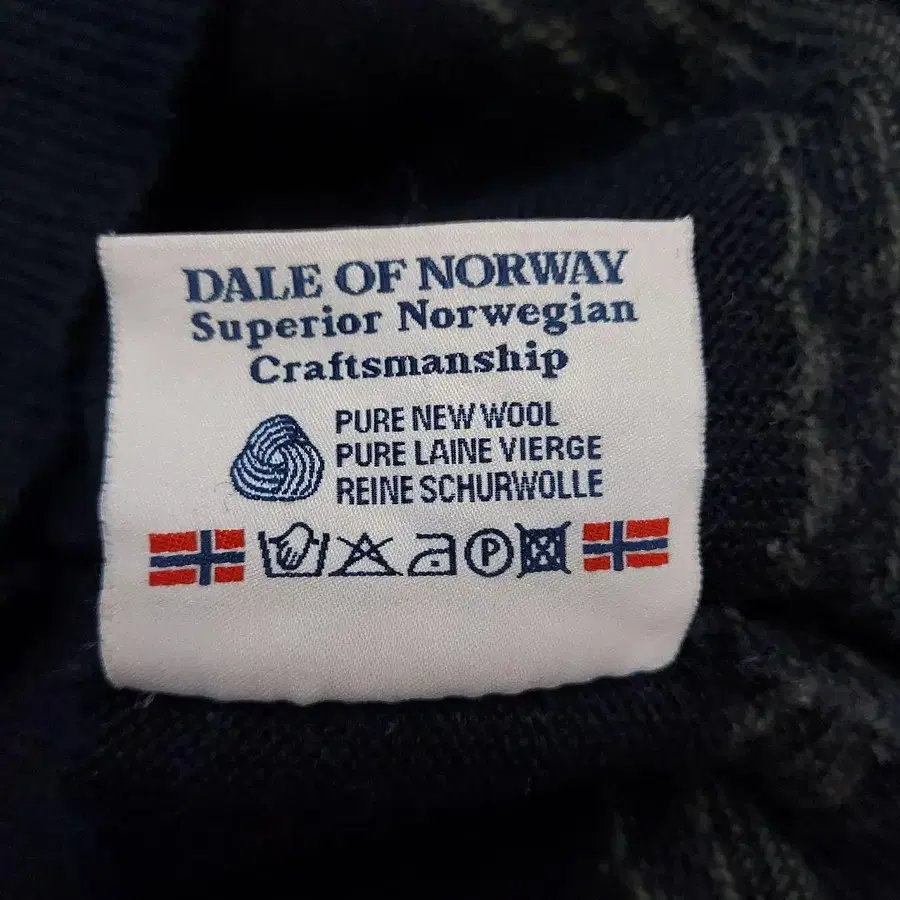 DALE OF NORWAY
Superior Norwegian
Craftsmanship
PURE NEW WOOL
PURE LAINE VIERGE
REINE SCHURWOLLE
P